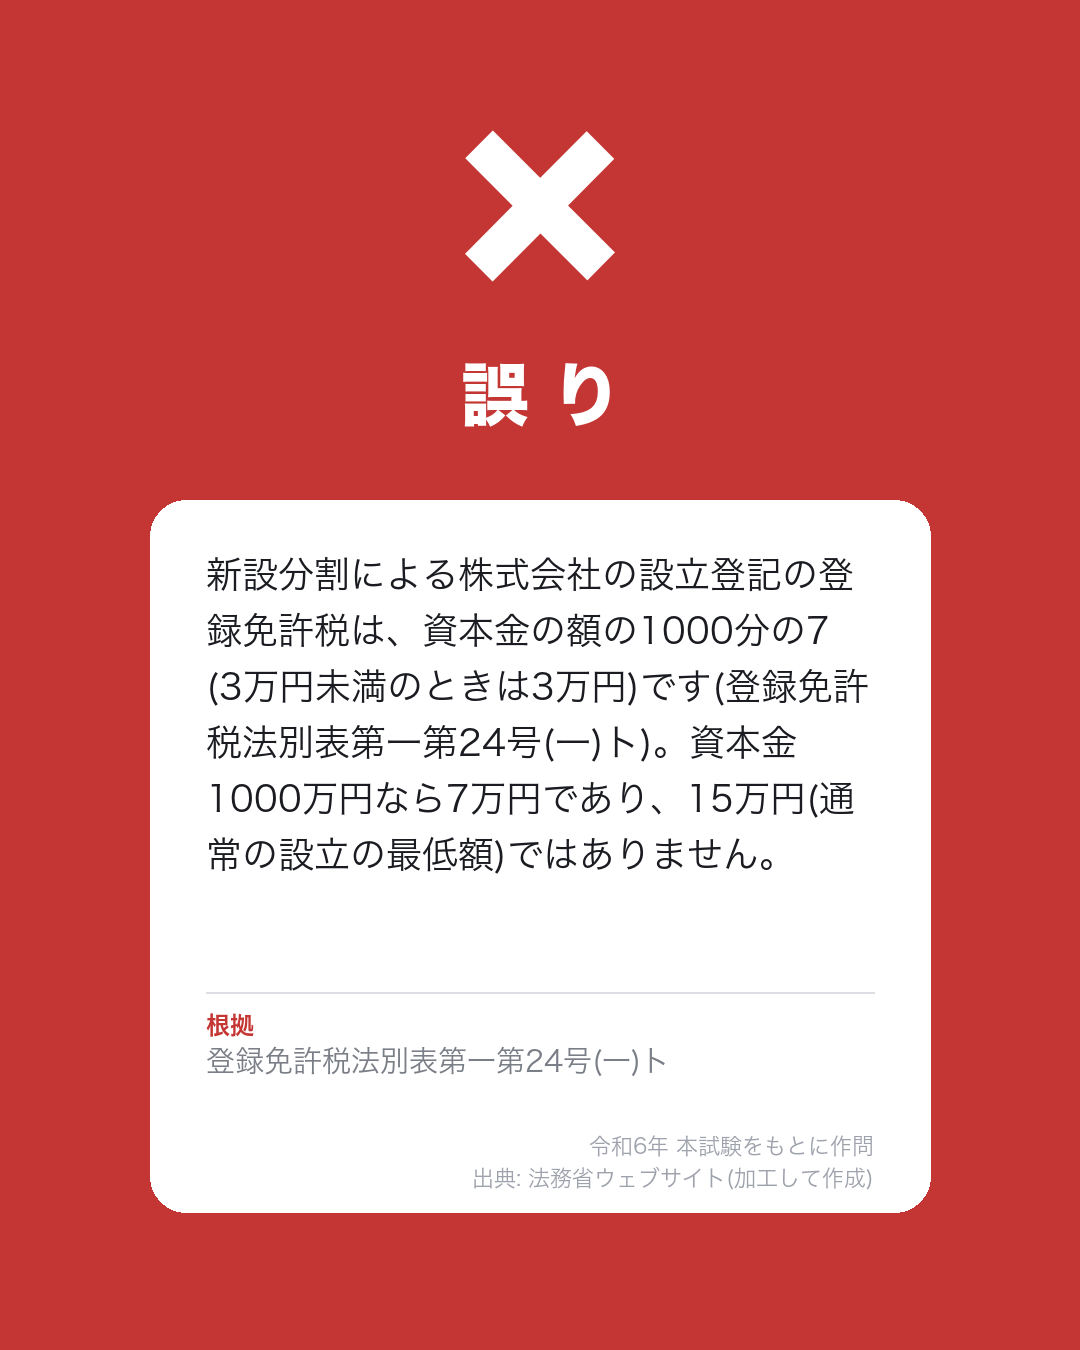 誤り
新設分割による株式会社の設立登記の登
録免許税は、資本金の額の1000分の7
(3万円未満のときは3万円)です(登録免許
税法別表第一第24号(一)ト)。資本金
1000万円なら7万円であり、15万円(通
常の設立の最低額)ではありません。
根拠
登録免許税法別表第一第24号(一)ト
令和6年 本試験をもとに作問
出典: 法務省ウェブサイト(加工して作成)